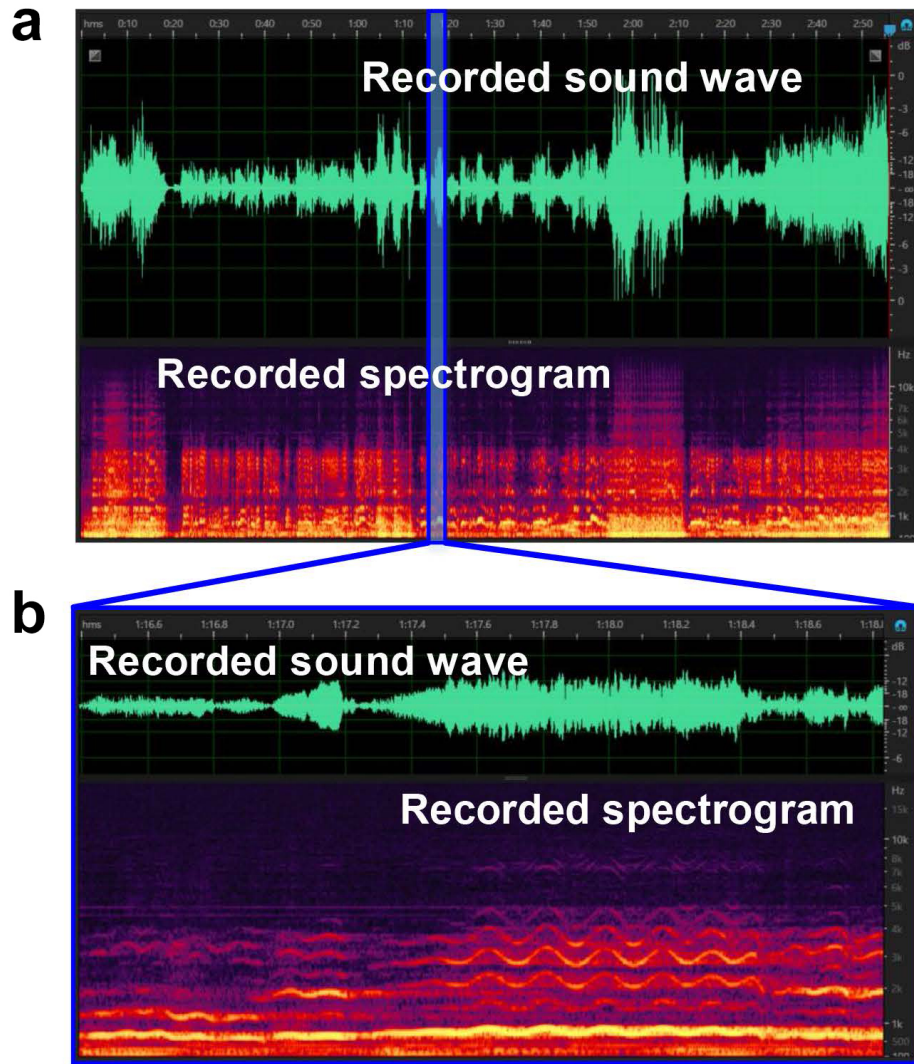 a
hms 0:10 0:20 0:30 0:40 0:50 1:00 1:10 1:20 1:30 1:40 1:50 2:00 2:10 2:20 2:30 2:40 2:50
dB
Recorded sound wave
0
-3
-6
-12
-18
-∞
-18
-12
-6
-3
0
Recorded spectrogram
Hz
10k
7k
6k
5k
4k
3k
2k
1k
b
hms 1:16.6 1:16.8 1:17.0 1:17.2 1:17.4 1:17.6 1:17.8 1:18.0 1:18.2 1:18.4 1:18.6
Recorded sound wave
dB
-12
-18
-∞
-18
-12
-6
Recorded spectrogram
Hz
15k
10k
8k
7k
6k
5k
4k
3k
2k
1k
500